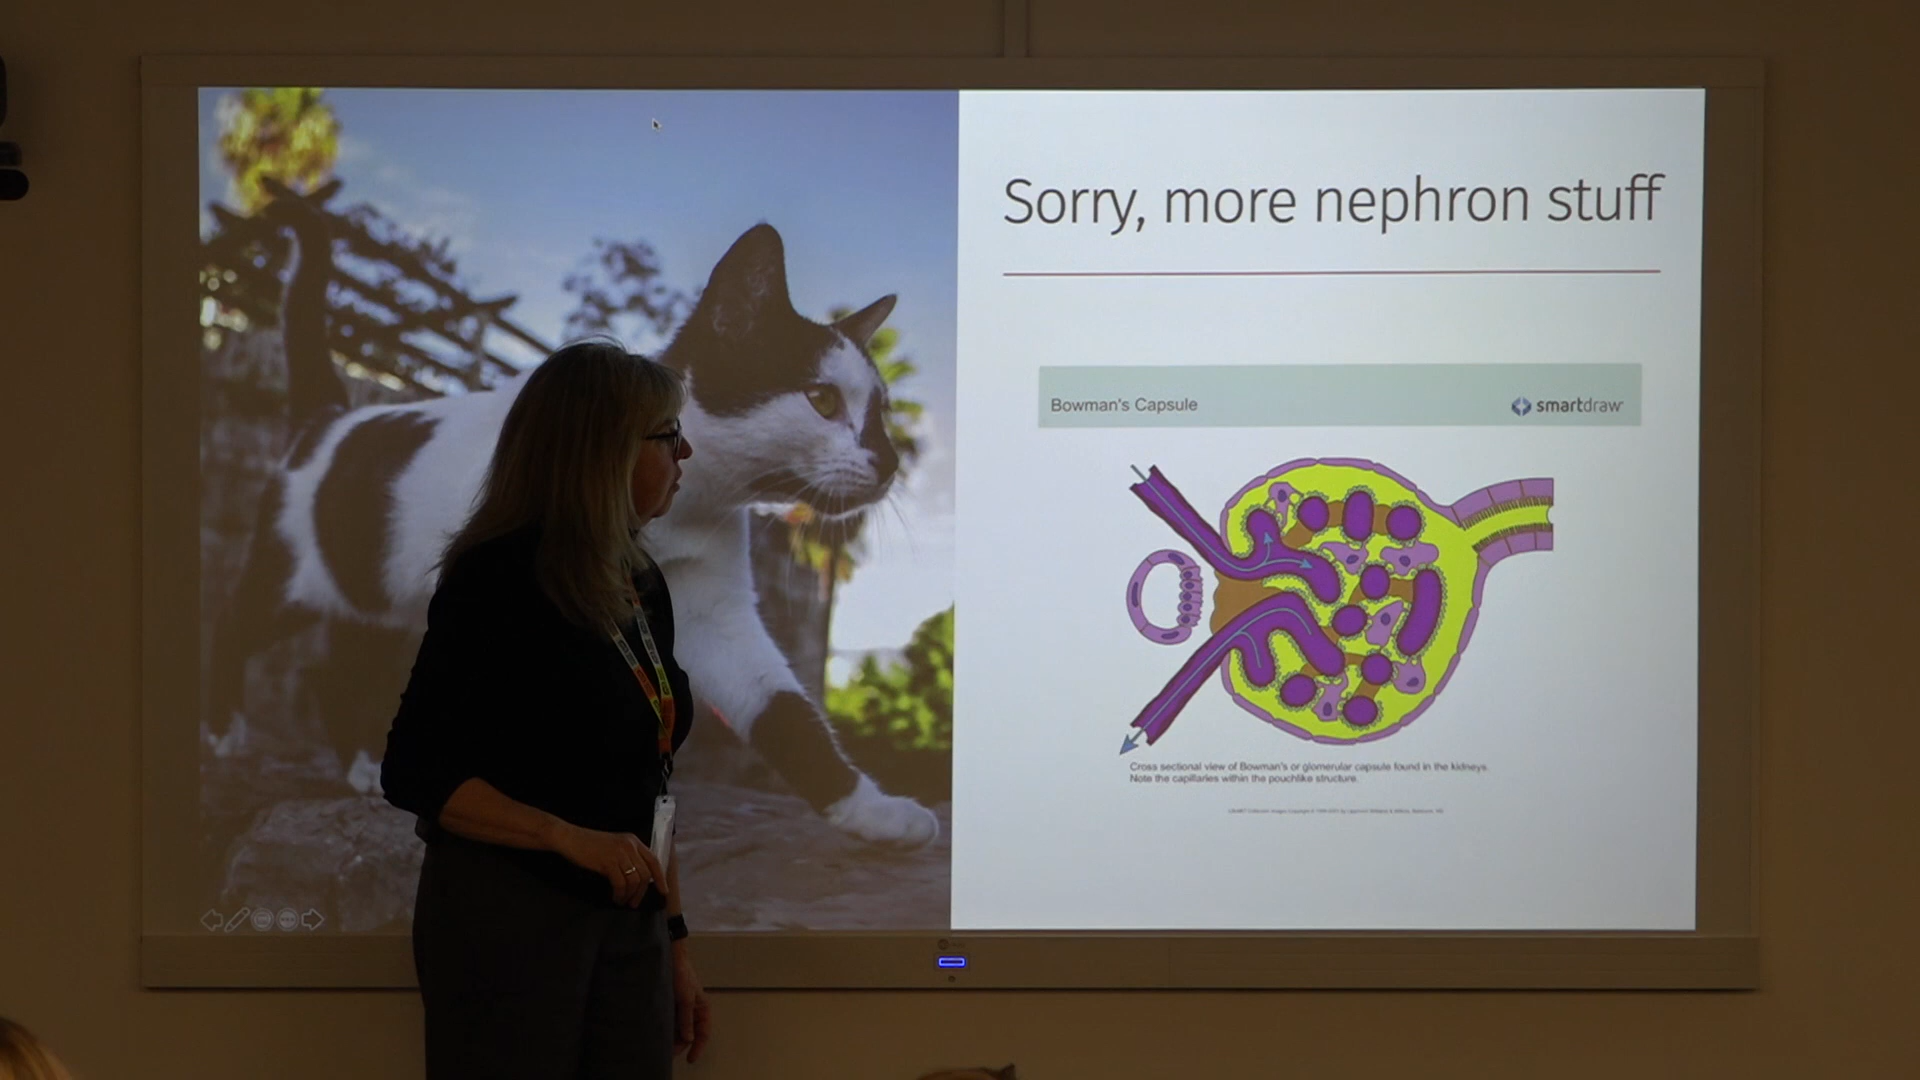 Sorry, more nephron stuff
Bowman's Capsule
smartdraw
Cross sectional view of Bowman's or glomerular capsule found in the kidneys.
Note the capillaries within the pouchlike structure.